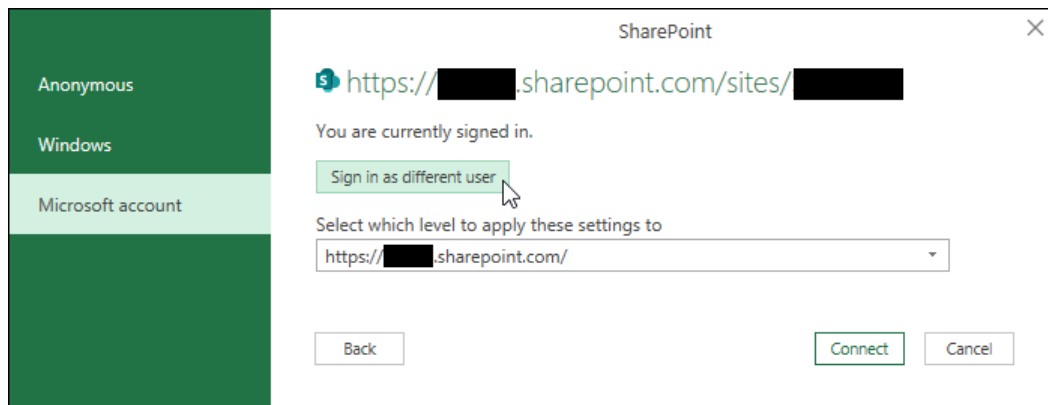 SharePoint
Anonymous
Windows
Microsoft account
S https://.sharepoint.com/sites/
You are currently signed in.
Sign in as different user
Select which level to apply these settings to
https://.sharepoint.com/
Back
Connect
Cancel